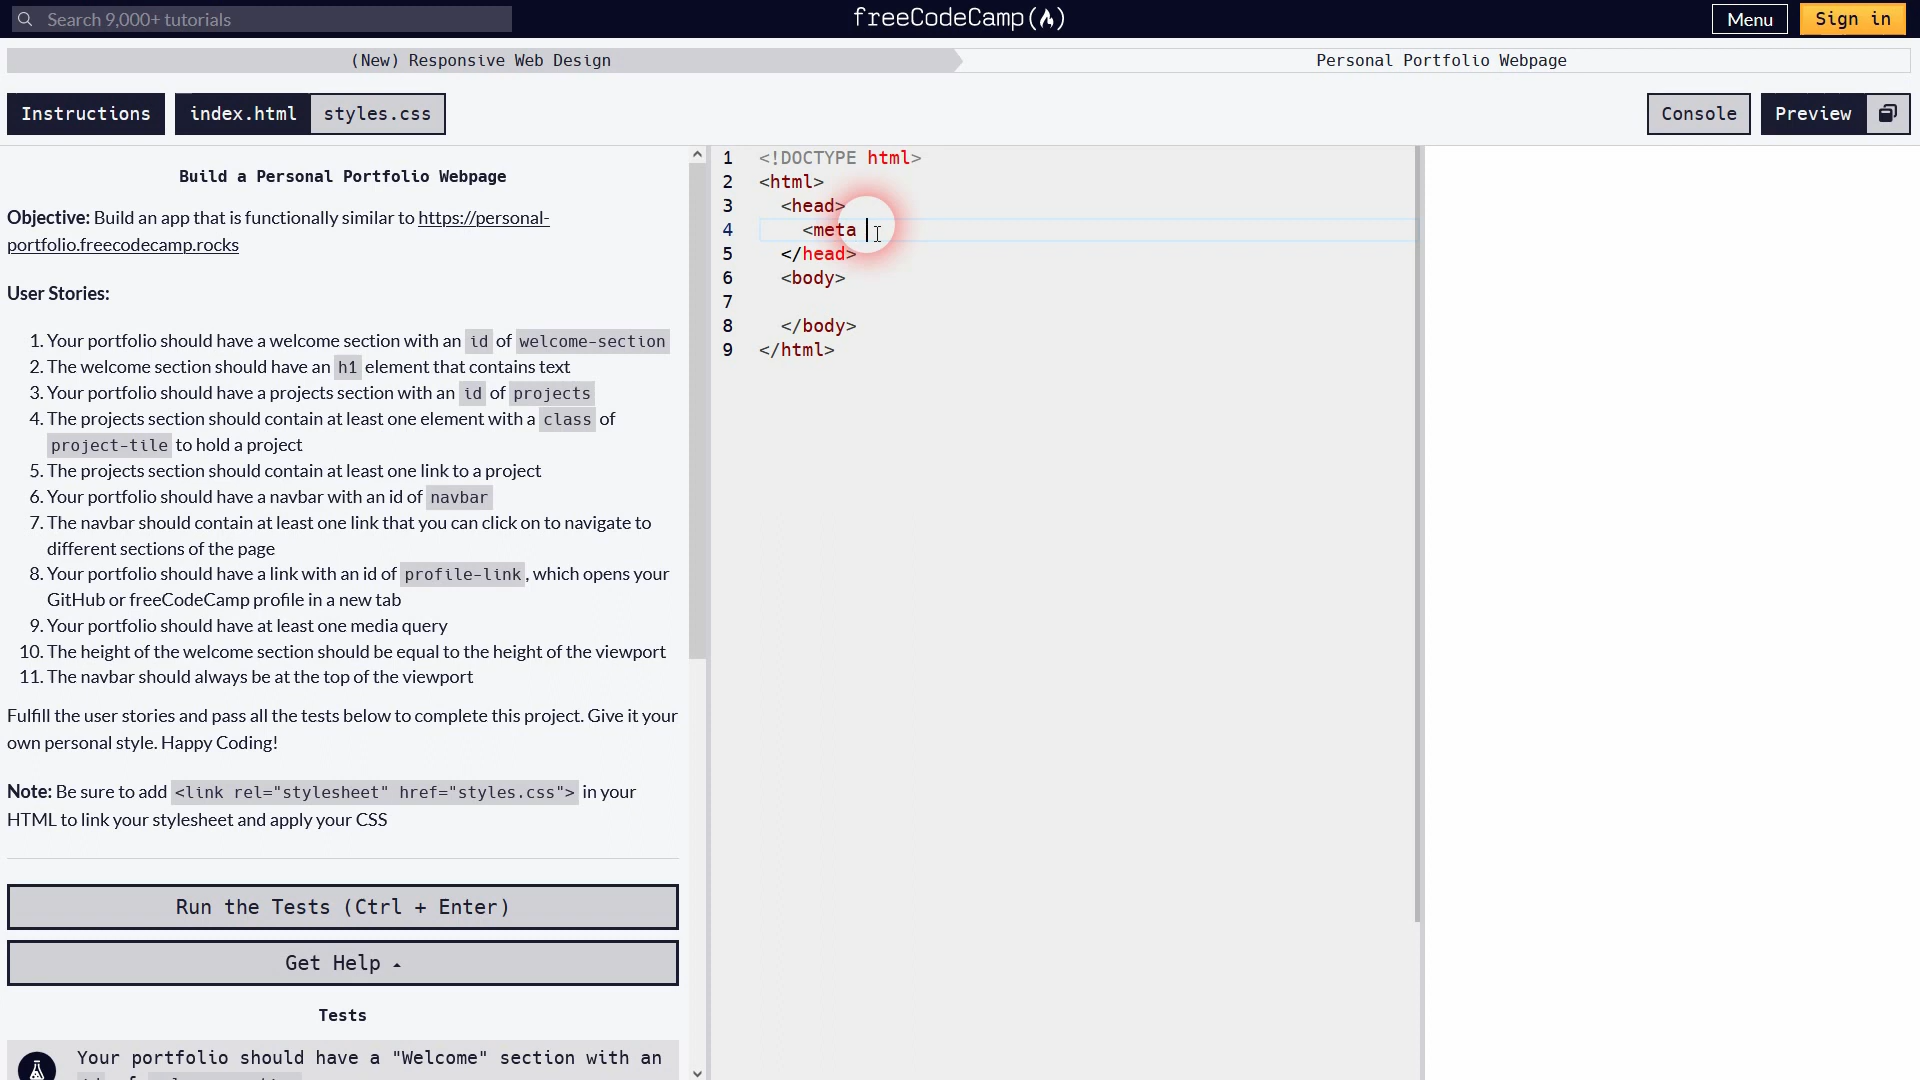 Search 9,000+ tutorials
freeCodeCamp
Menu
Sign in
(New) Responsive Web Design
Personal Portfolio Webpage
Instructions
index.html
styles.css
Console
Preview
Build a Personal Portfolio Webpage
Objective: Build an app that is functionally similar to https://personal-
portfolio.freecodecamp.rocks
User Stories:
1. Your portfolio should have a welcome section with an id of welcome-section
2. The welcome section should have an h1 element that contains text
3. Your portfolio should have a projects section with an id of projects
4. The projects section should contain at least one element with a class of
project-tile to hold a project
5. The projects section should contain at least one link to a project
6. Your portfolio should have a navbar with an id of navbar
7. The navbar should contain at least one link that you can click on to navigate to
different sections of the page
8. Your portfolio should have a link with an id of profile-link, which opens your
GitHub or freeCodeCamp profile in a new tab
9. Your portfolio should have at least one media query
10. The height of the welcome section should be equal to the height of the viewport
11. The navbar should always be at the top of the viewport
Fulfill the user stories and pass all the tests below to complete this project. Give it your
own personal style. Happy Coding!
Note: Be sure to add <link rel="stylesheet" href="styles.css"> in your
HTML to link your stylesheet and apply your CSS
Run the Tests (Ctrl + Enter)
Get Help
Tests
Your portfolio should have a "Welcome" section with an
1 <!DOCTYPE html>
2 <html>
3 <head>
4 <meta
5 </head>
6 <body>
7
8 </body>
9 </html>